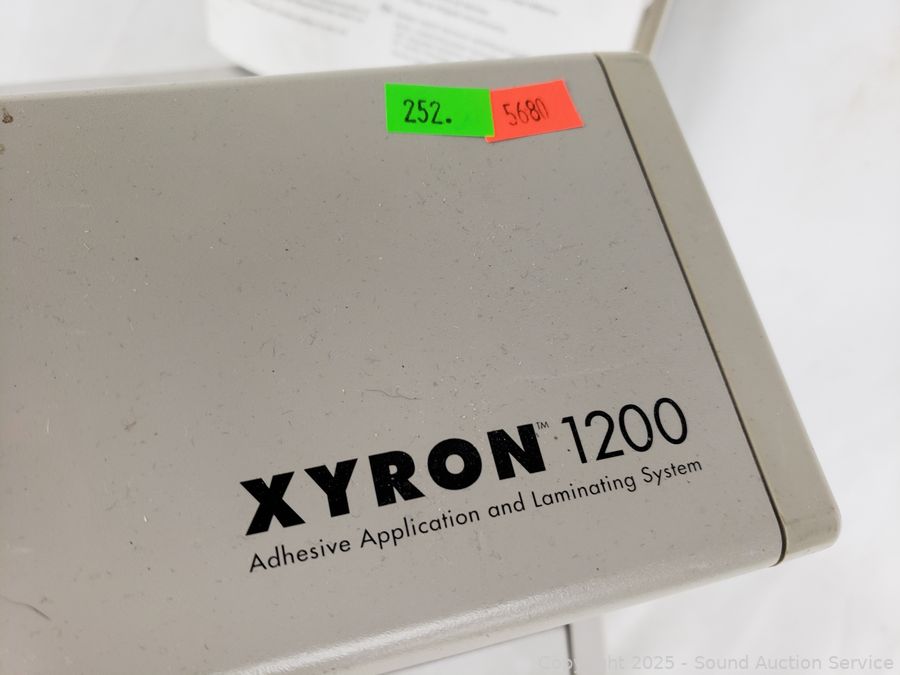 252.
5680
XYRON™ 1200
Adhesive Application and Laminating System
Copyright 2025 - Sound Auction Service